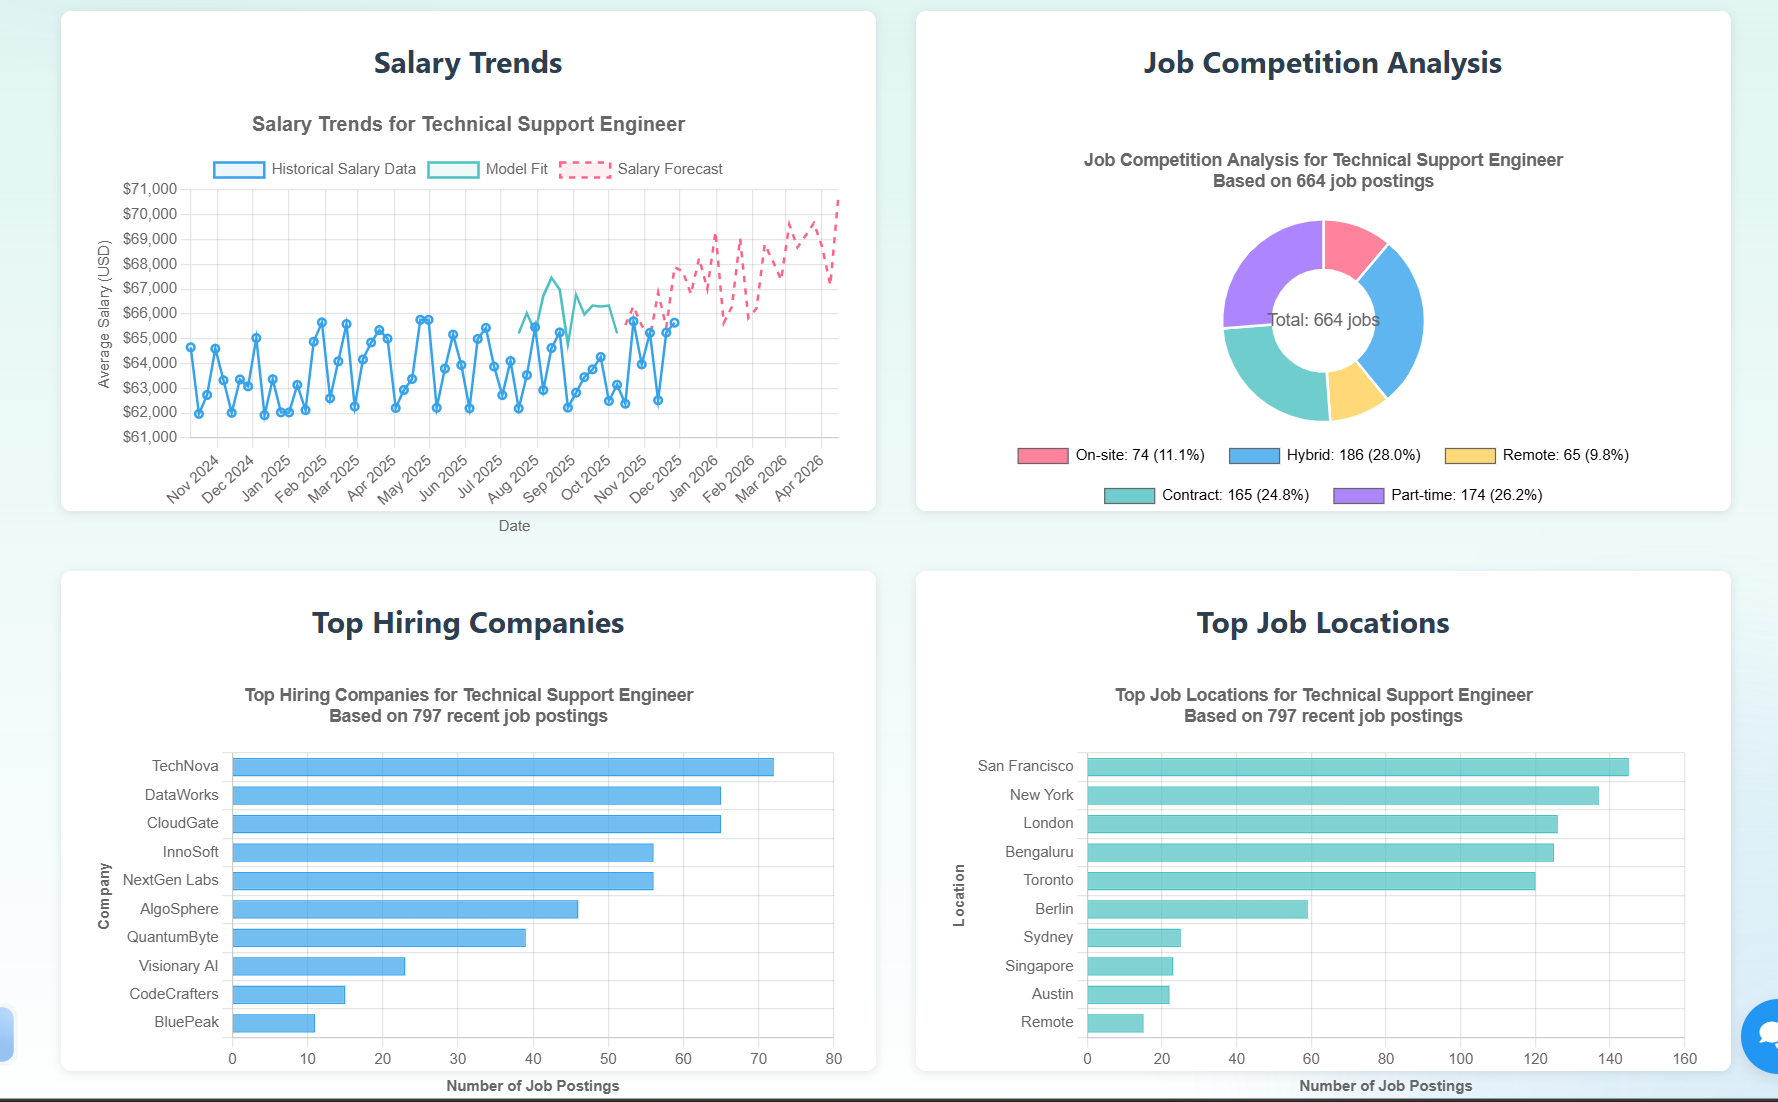 Salary Trends
Salary Trends for Technical Support Engineer
Historical Salary Data
Model Fit
Salary Forecast
Average Salary (USD)
$71,000
$70,000
$69,000
$68,000
$67,000
$66,000
$65,000
$64,000
$63,000
$62,000
$61,000
Nov 2024
Dec 2024
Jan 2025
Feb 2025
Mar 2025
Apr 2025
May 2025
Jun 2025
Jul 2025
Aug 2025
Sep 2025
Oct 2025
Nov 2025
Dec 2025
Jan 2026
Feb 2026
Mar 2026
Apr 2026
Date
Job Competition Analysis
Job Competition Analysis for Technical Support Engineer
Based on 664 job postings
Total: 664 jobs
On-site: 74 (11.1%)
Hybrid: 186 (28.0%)
Remote: 65 (9.8%)
Contract: 165 (24.8%)
Part-time: 174 (26.2%)
Top Hiring Companies
Top Hiring Companies for Technical Support Engineer
Based on 797 recent job postings
Company
TechNova
DataWorks
CloudGate
InnoSoft
NextGen Labs
AlgoSphere
QuantumByte
Visionary AI
CodeCrafters
BluePeak
0 10 20 30 40 50 60 70 80
Number of Job Postings
Top Job Locations
Top Job Locations for Technical Support Engineer
Based on 797 recent job postings
Location
San Francisco
New York
London
Bengaluru
Toronto
Berlin
Sydney
Singapore
Austin
Remote
0 20 40 60 80 100 120 140 160
Number of Job Postings